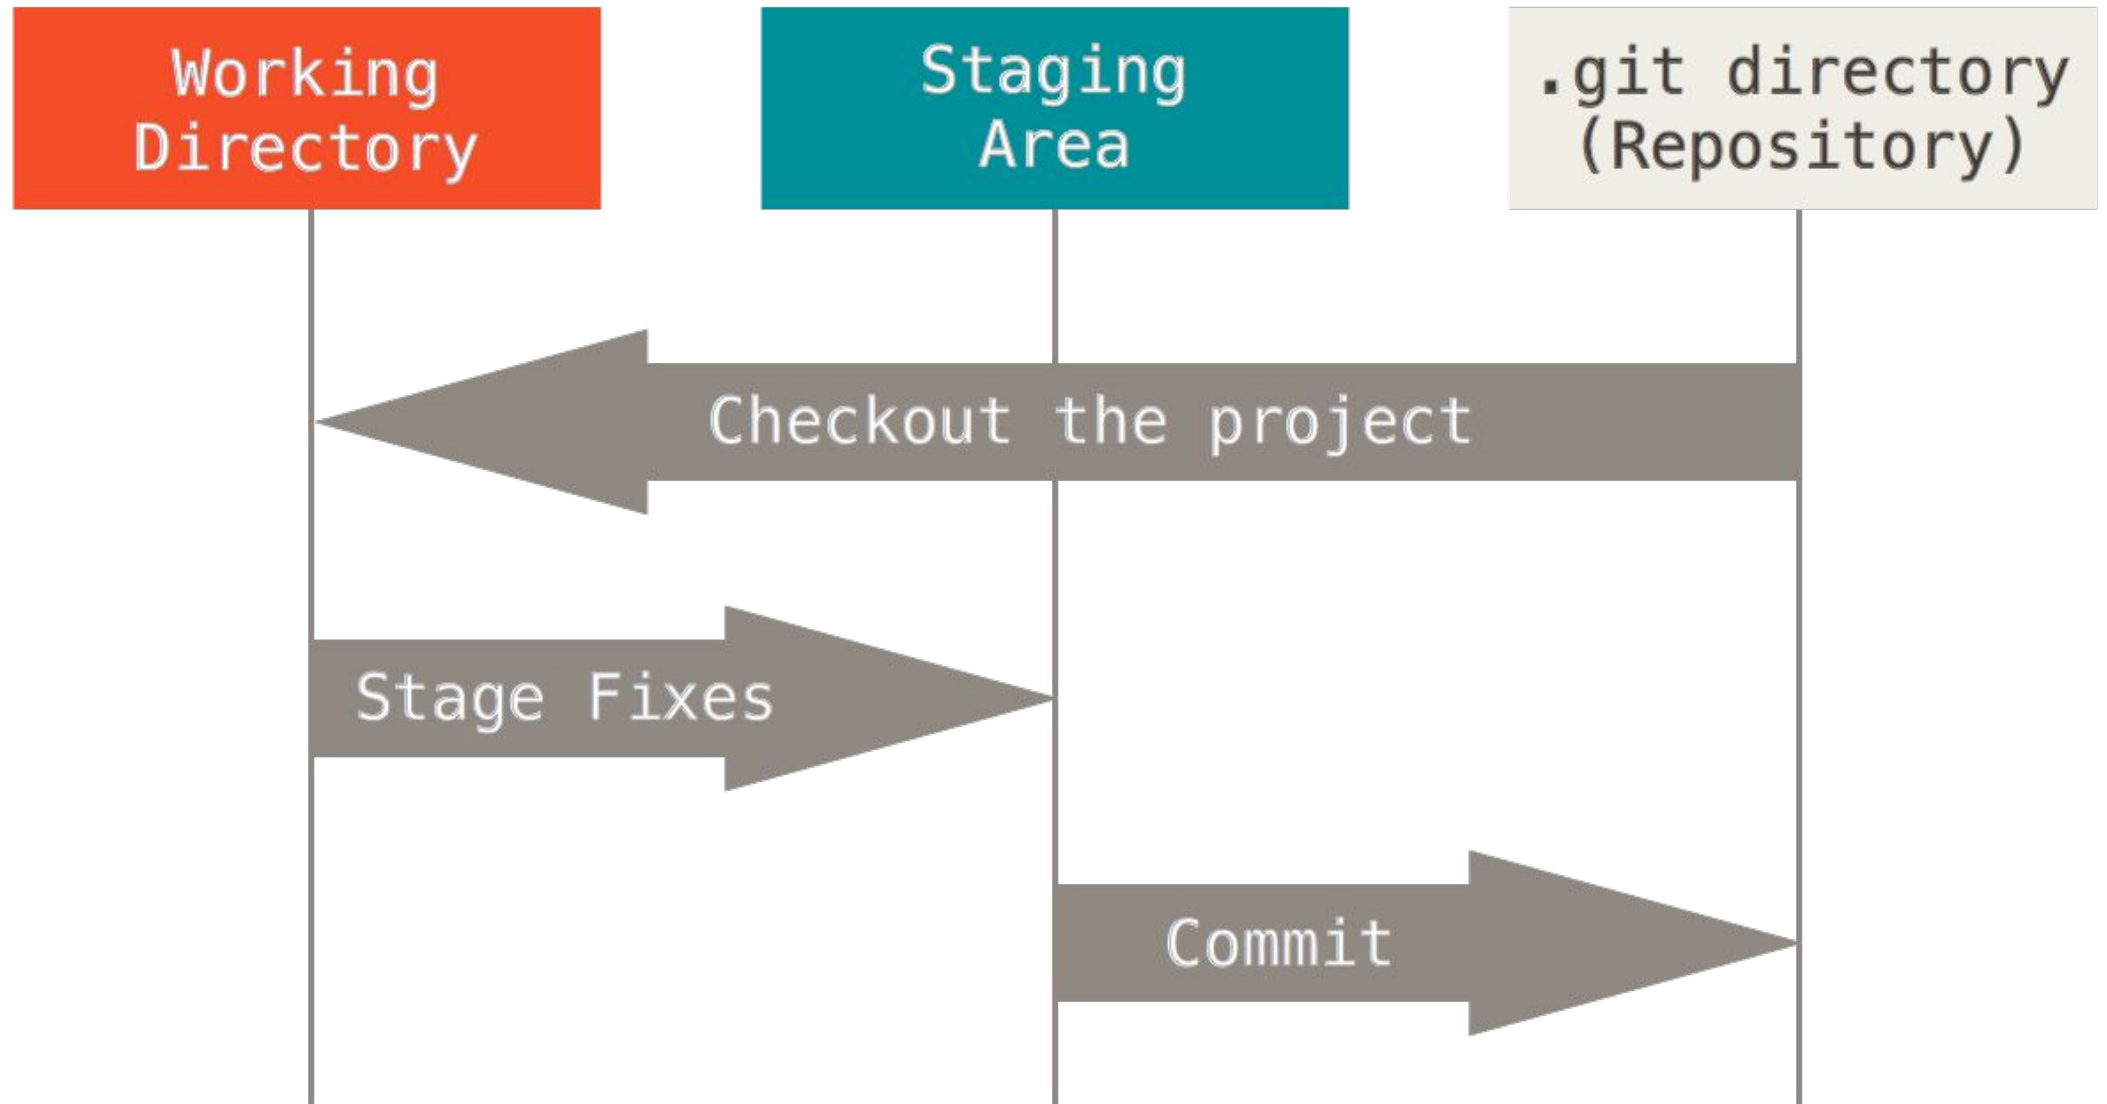 Working
Directory
Staging
Area
.git directory
(Repository)
Checkout the project
Stage Fixes
Commit